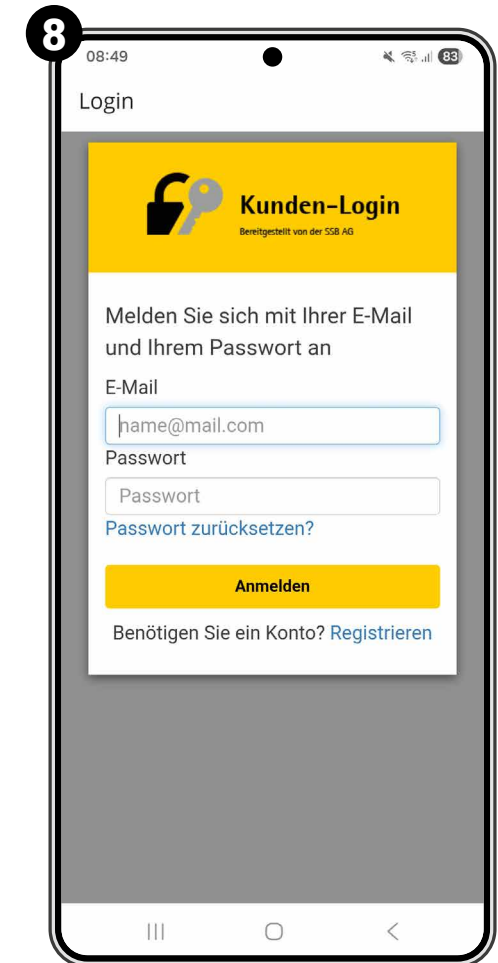 8
08:49
83
Login
Kunden-Login
Bereitgestellt von der SSB AG
Melden Sie sich mit Ihrer E-Mail
und Ihrem Passwort an
E-Mail
name@mail.com
Passwort
Passwort
Passwort zurücksetzen?
Anmelden
Benötigen Sie ein Konto? Registrieren